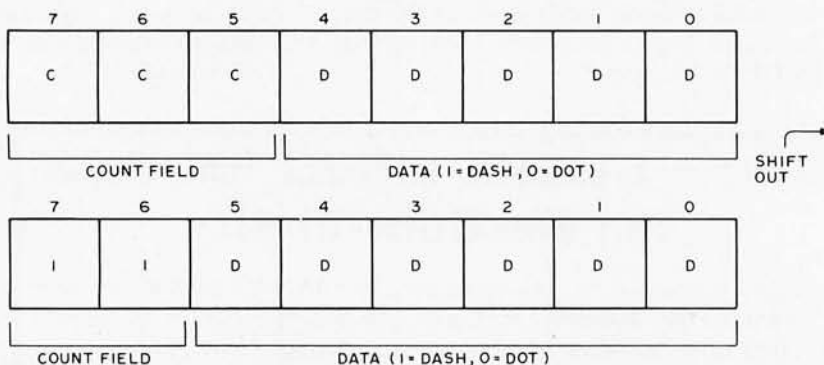 7 6 5 4 3 2 1 0
C C C D D D D D
COUNT FIELD DATA (1=DASH, 0=DOT) SHIFT
OUT
7 6 5 4 3 2 1 0
1 1 D D D D D D
COUNT FIELD DATA (1=DASH, 0=DOT)